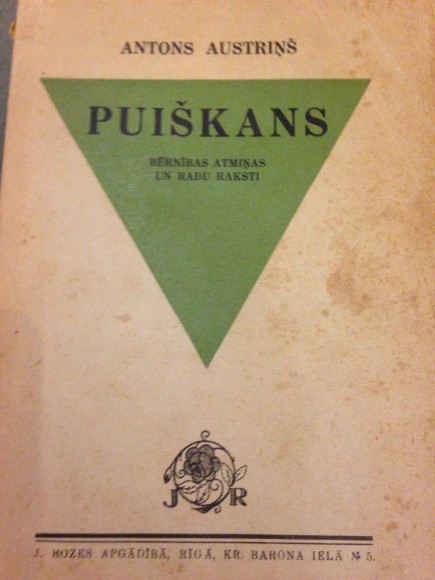 ANTONS AUSTRIŅŠ
PUIŠKANS
BĒRNĪBAS ATMIŅAS
UN RADU RAKSTI
J R
J. ROZES APGĀDĪBĀ, RĪGĀ, KR. BARONA IELĀ № 5.